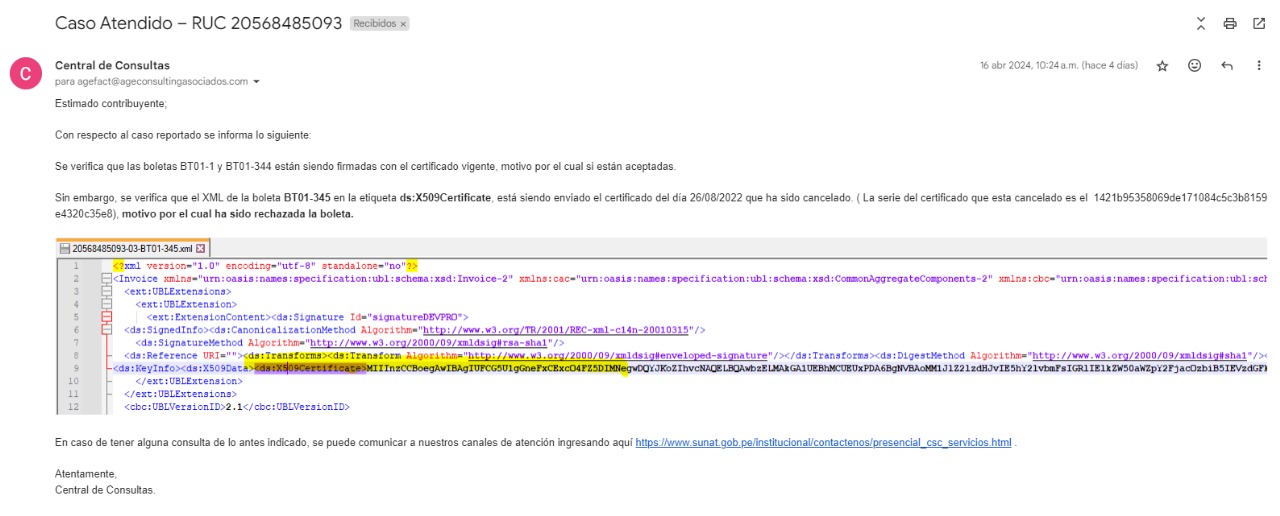 Caso Atendido – RUC 20568485093 Recibidos ×
C
Central de Consultas
16 abr 2024, 10:24 a.m. (hace 4 días)
para agefact@ageconsultingasociados.com
Estimado contribuyente;
Con respecto al caso reportado se informa lo siguiente:
Se verifica que las boletas BT01-1 y BT01-344 están siendo firmadas con el certificado vigente, motivo por el cual si están aceptadas.
Sin embargo, se verifica que el XML de la boleta BT01-345 en la etiqueta ds:X509Certificate, está siendo enviado el certificado del día 26/08/2022 que ha sido cancelado. ( La serie del certificado que esta cancelado es el 1421b95358069de171084c5c3b8159
e4320c35e8), motivo por el cual ha sido rechazada la boleta.
20568485093-03-BT01-345.xml
1 <?xml version="1.0" encoding="utf-8" standalone="no"?>
2 <Invoice xmlns="urn:oasis:names:specification:ubl:schema:xsd:Invoice-2" xmlns:cac="urn:oasis:names:specification:ubl:schema:xsd:CommonAggregateComponents-2" xmlns:cbc="urn:oasis:names:specification:ubl:sch
3 <ext:UBLExtensions>
4 <ext:UBLExtension>
5 <ext:ExtensionContent><ds:Signature Id="signatureDEVPRO">
6 <ds:SignedInfo><ds:CanonicalizationMethod Algorithm="http://www.w3.org/TR/2001/REC-xml-c14n-20010315"/>
7 <ds:SignatureMethod Algorithm="http://www.w3.org/2000/09/xmldsig#rsa-sha1"/>
8 <ds:Reference URI=""><ds:Transforms><ds:Transform Algorithm="http://www.w3.org/2000/09/xmldsig#enveloped-signature"/></ds:Transforms><ds:DigestMethod Algorithm="http://www.w3.org/2000/09/xmldsig#sha1"/><
9 <ds:KeyInfo><ds:X509Data><ds:X509Certificate>
10 </ext:UBLExtension>
11 </ext:UBLExtensions>
12 <cbc:UBLVersionID>2.1</cbc:UBLVersionID>
En caso de tener alguna consulta de lo antes indicado, se puede comunicar a nuestros canales de atención ingresando aquí https://www.sunat.gob.pe/institucional/contactenos/presencial_csc_servicios.html .
Atentamente,
Central de Consultas.